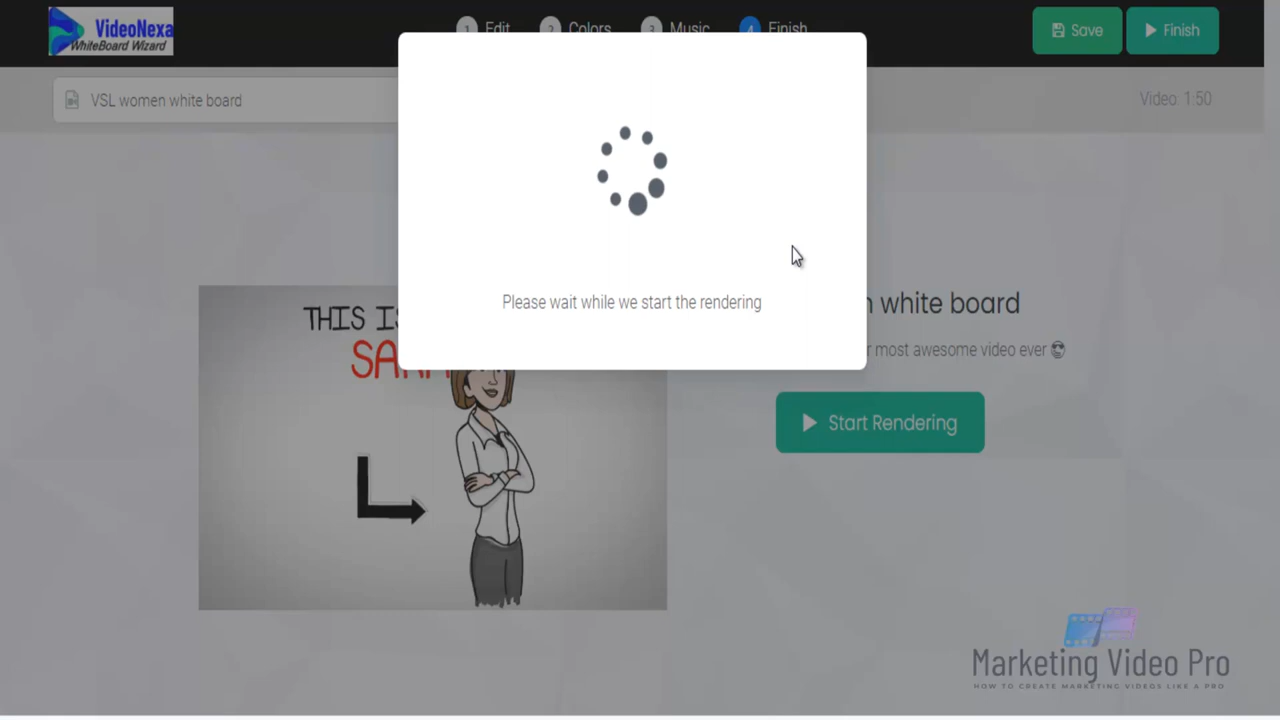 VideoNexa
WhiteBoard Wizard
1 Edit
2 Colors
3 Music
4 Finish
Save
Finish
VSL women white board
Video: 1:50
Please wait while we start the rendering
THIS IS
white board
most awesome video ever 😎
Start Rendering
Marketing Video Pro
HOW TO CREATE MARKETING VIDEOS LIKE A PRO